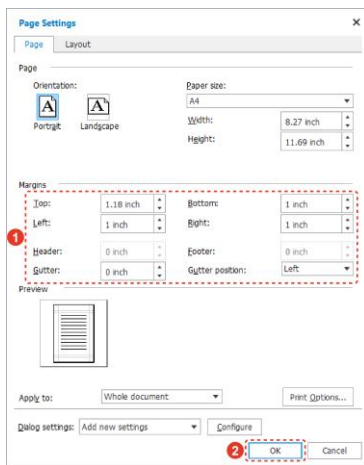 Page Settings
Page Layout
Page
Orientation: Paper size:
A A A4
Portrait Landscape Width: 8.27 inch
Height: 11.69 inch
Margins
Top: 1.18 inch Bottom: 1 inch
Left: 1 inch Right: 1 inch
1
Header: 0 inch Footer: 0 inch
Gutter: 0 inch Gutter position: Left
Preview
Apply to: Whole document Print Options...
Dialog settings: Add new settings Configure
2 OK Cancel